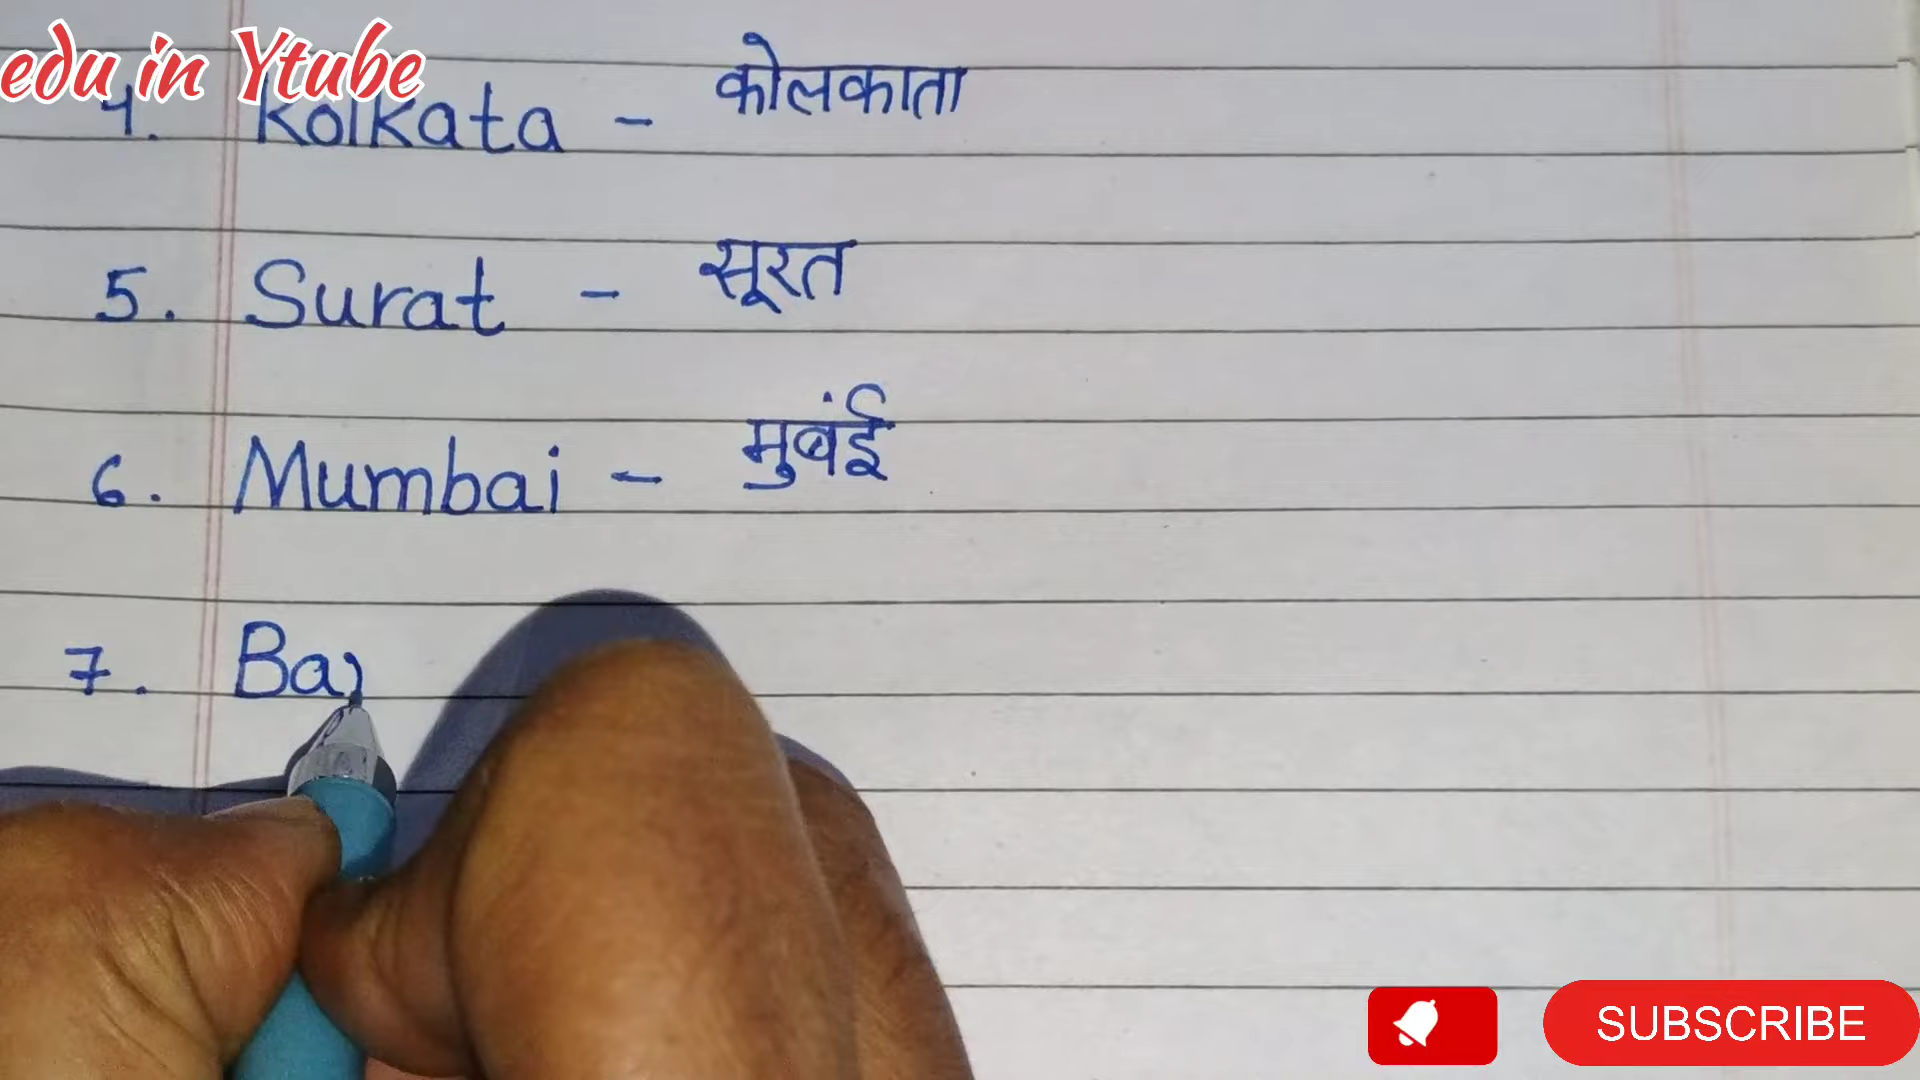 edu in Ytube
4. Kolkata - कोलकाता
5. Surat - सूरत
6. Mumbai - मुबंई
7. Ba
SUBSCRIBE